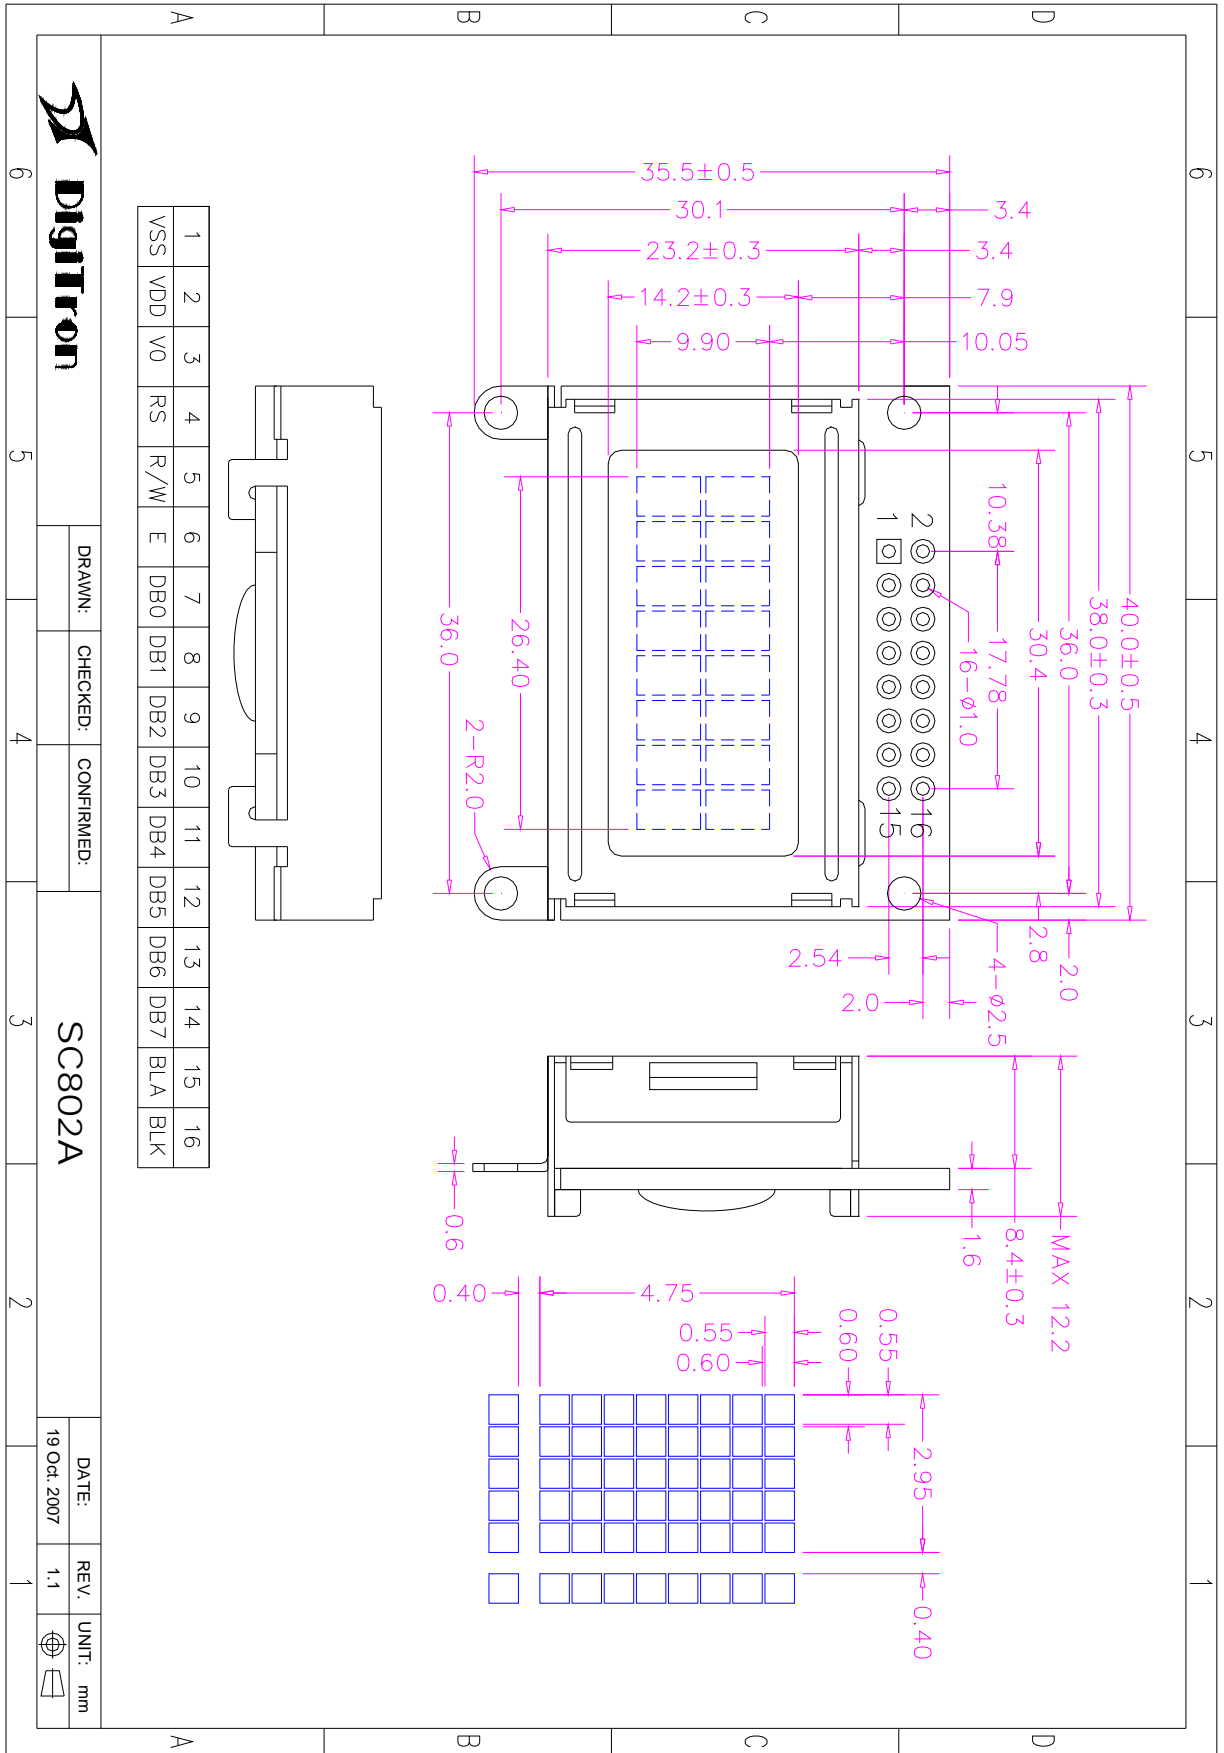 6
5
4
3
2
1
D
C
B
A
40.0±0.5
38.0±0.3
36.0
30.4
17.78
10.38
16-ø1.0
2.0
2.8
4-ø2.5
2.54
2.0
35.5±0.5
30.1
23.2±0.3
14.2±0.3
9.90
3.4
3.4
7.9
10.05
2 16
1 15
26.40
36.0
2-R2.0
MAX 12.2
8.4±0.3
1.6
0.6
2.95
0.40
0.55
0.60
0.55
0.60
4.75
0.40
1 2 3 4 5 6 7 8 9 10 11 12 13 14 15 16
VSS VDD V0 RS R/W E DB0 DB1 DB2 DB3 DB4 DB5 DB6 DB7 BLA BLK
DigiTron
DRAWN: CHECKED: CONFIRMED:
SC802A
DATE: REV. UNIT: mm
19 Oct. 2007 1.1
6
5
4
3
2
1
D
C
B
A